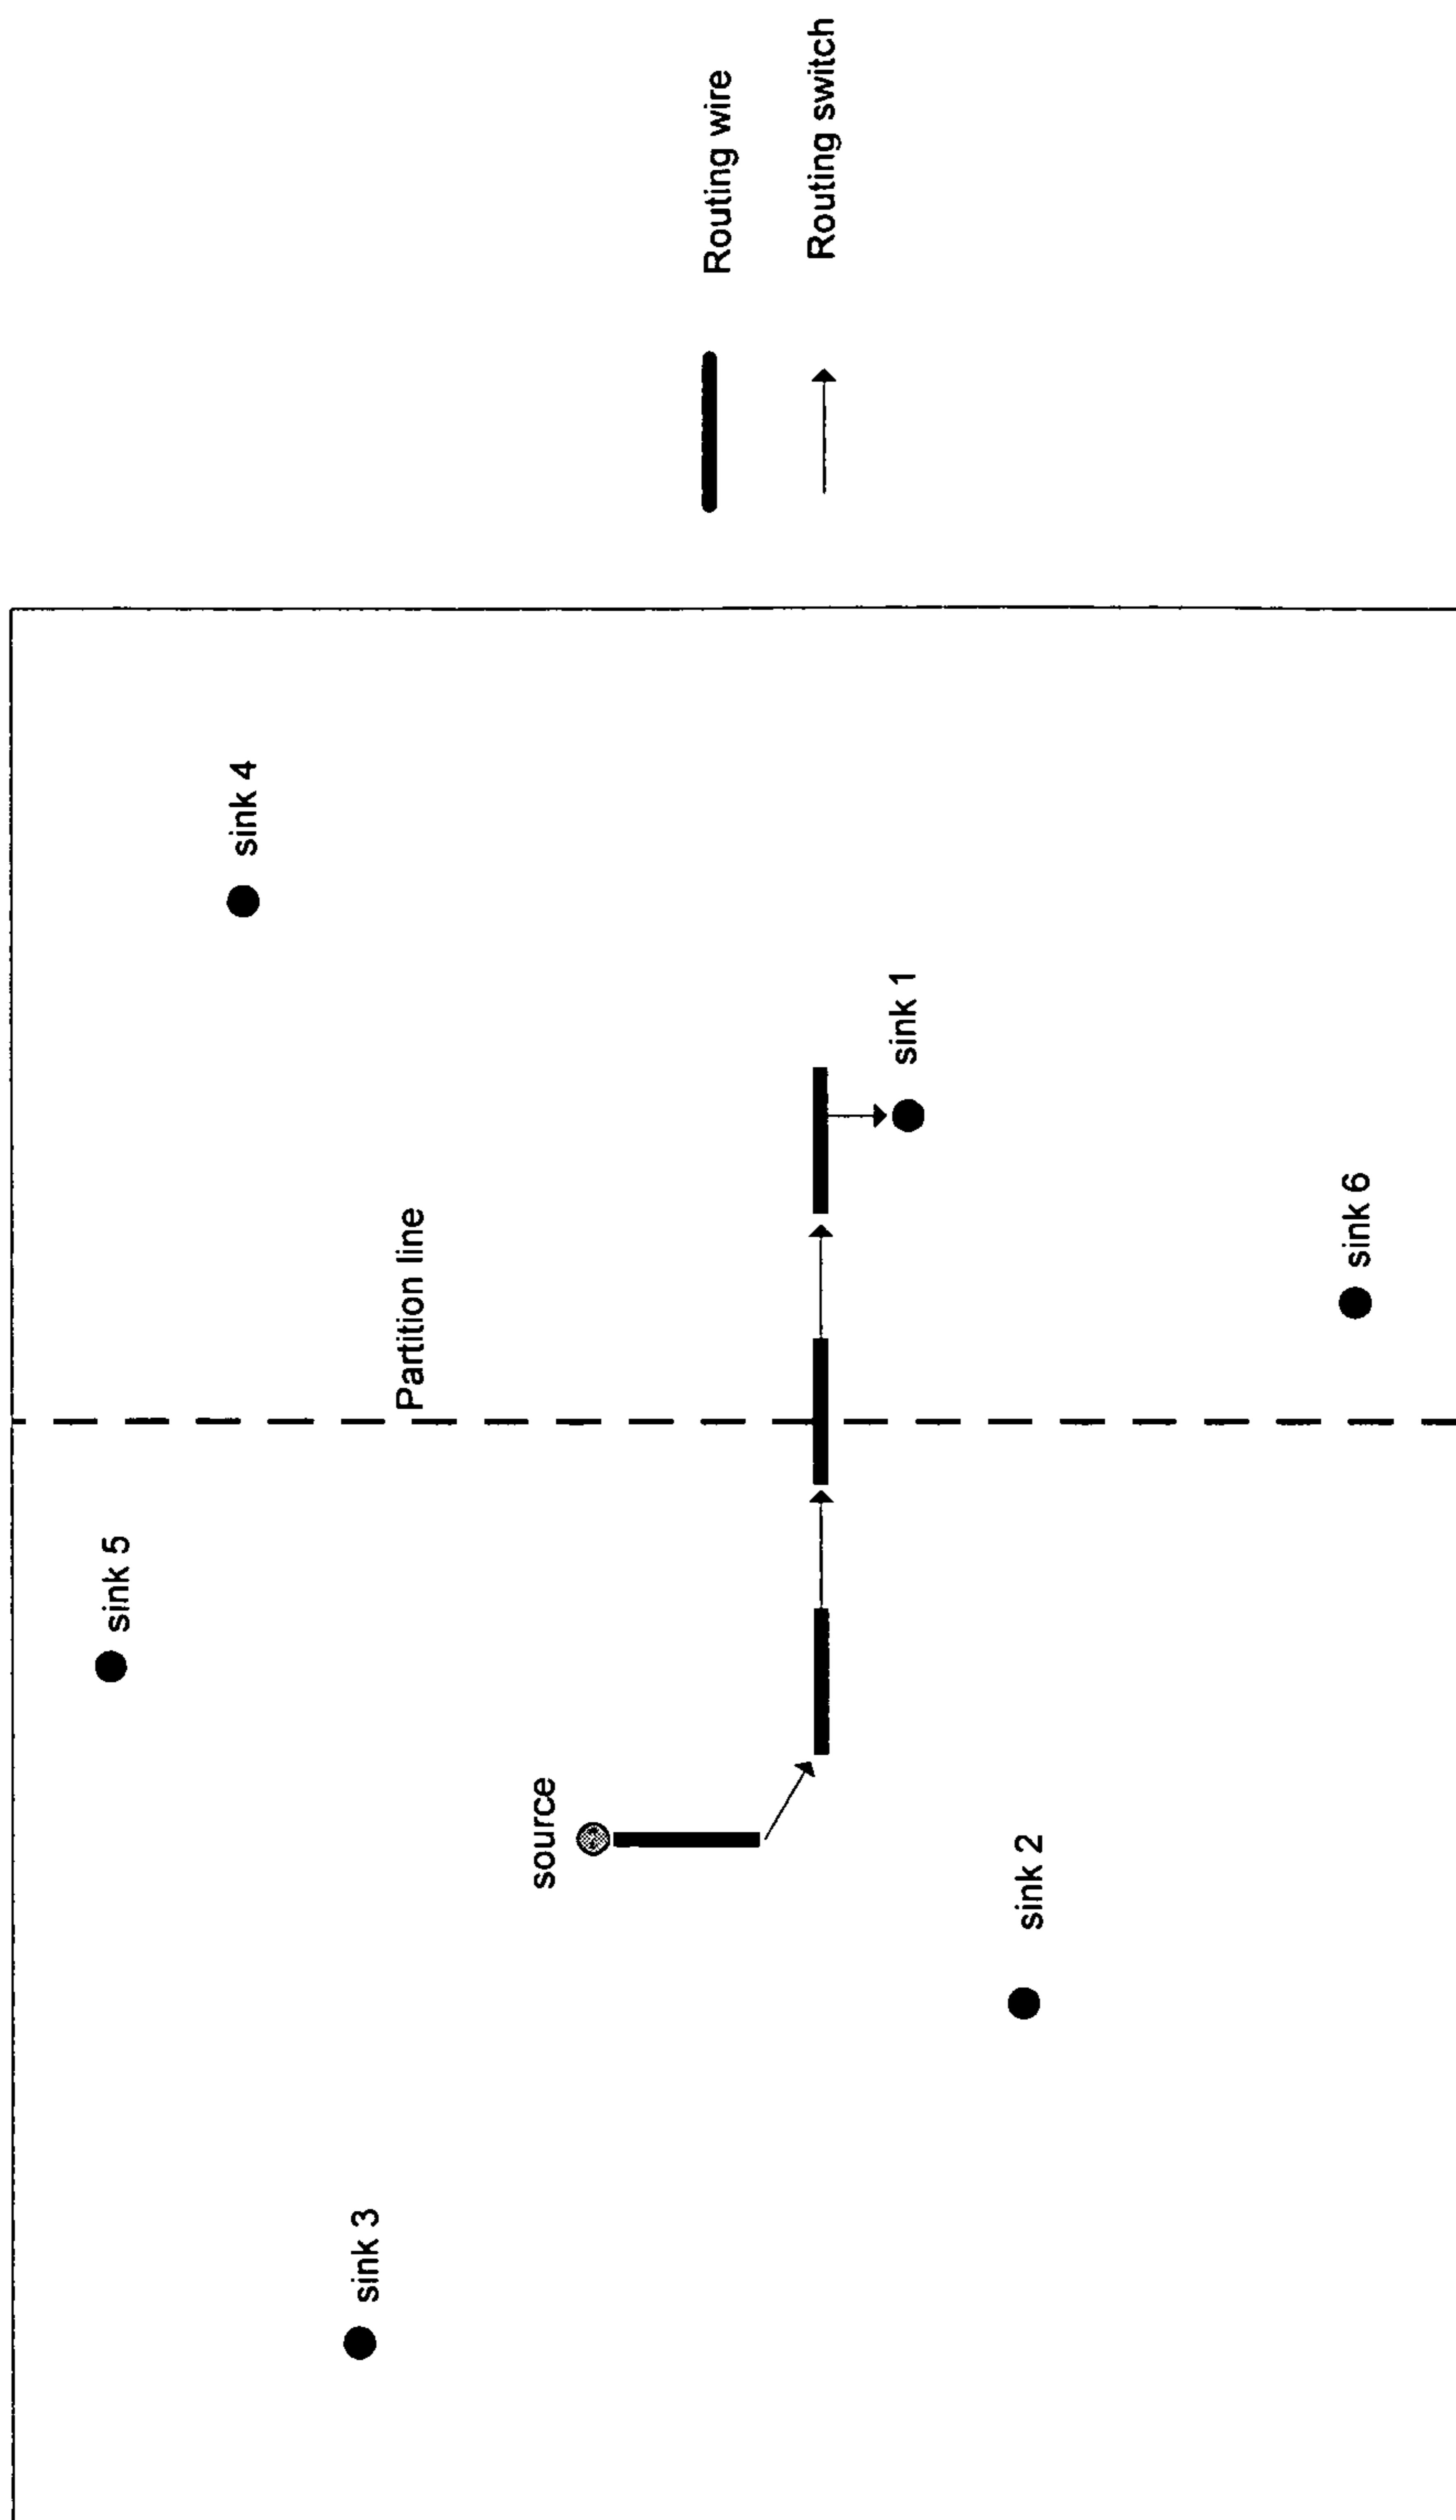 Routing wire
Routing switch
sink 4
sink 1
Partition line
sink 6
sink 5
source
sink 2
sink 3